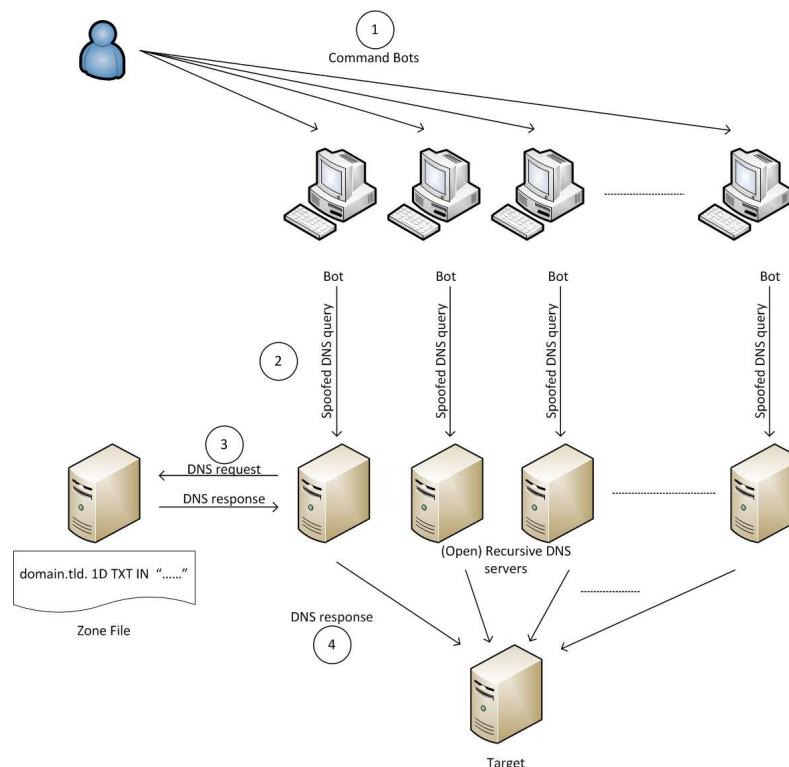 1
Command Bots
Bot
Bot
Bot
Bot
Spoofed DNS query
Spoofed DNS query
Spoofed DNS query
Spoofed DNS query
2
3
DNS request
DNS response
(Open) Recursive DNS
servers
domain.tld. 1D TXT IN “......”
Zone File
DNS response
4
Target